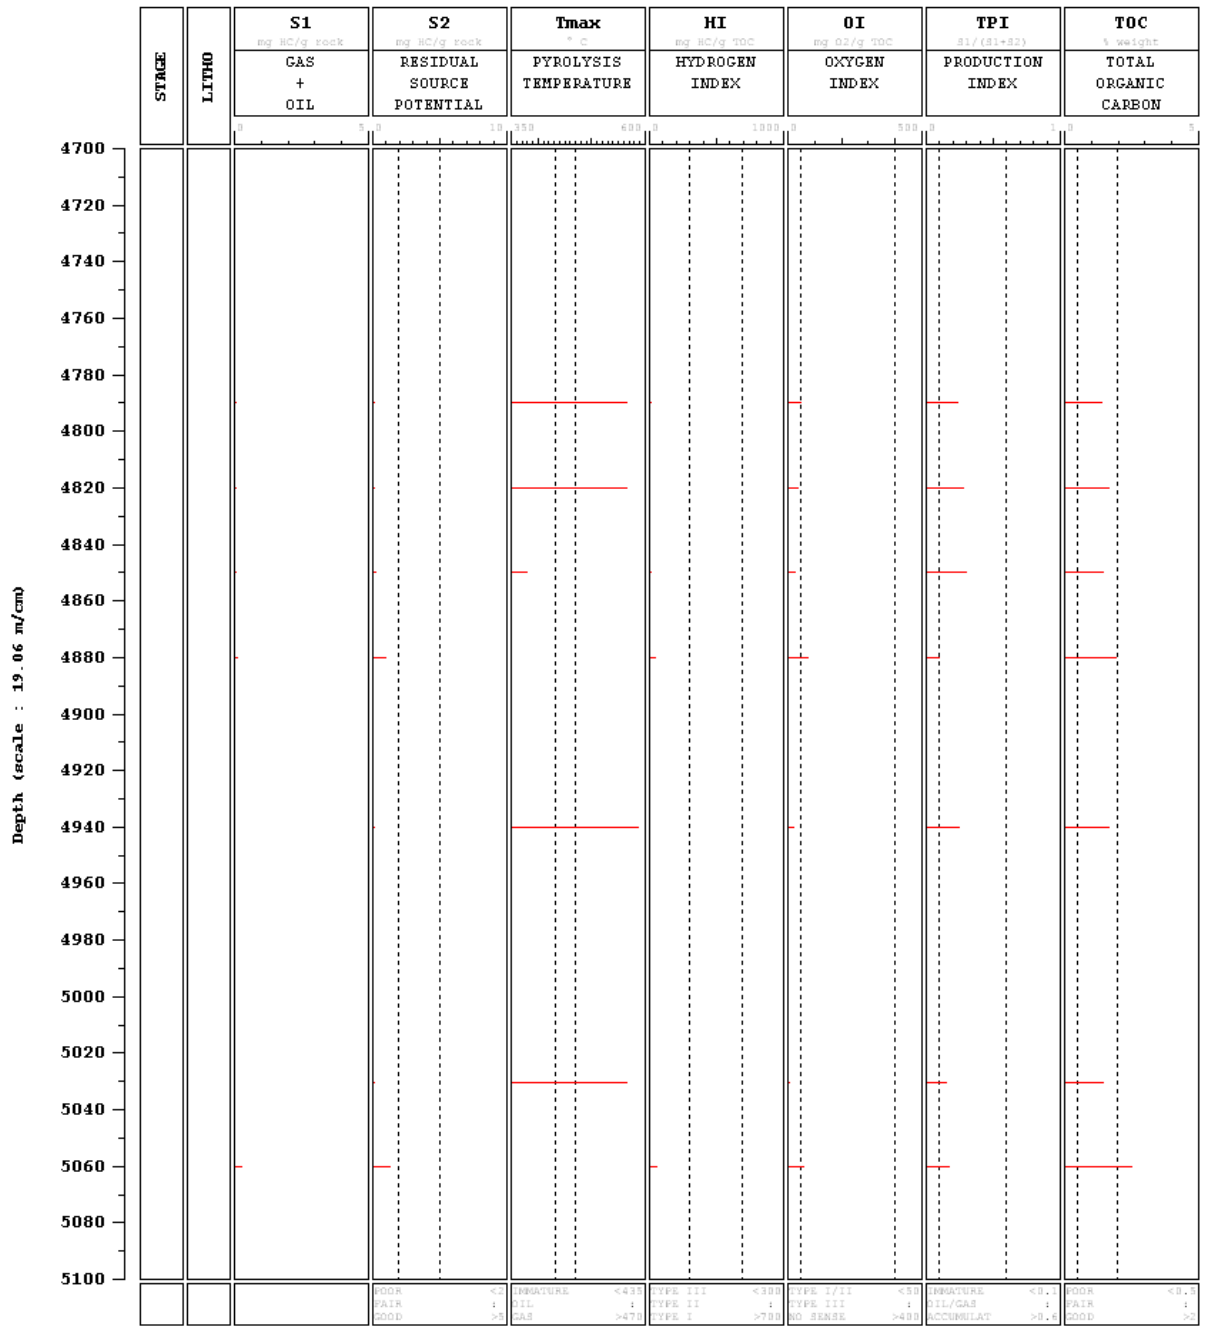 STAGE
LITHO
S1
mg HC/g rock
GAS
+
OIL
0 5
S2
mg HC/g rock
RESIDUAL
SOURCE
POTENTIAL
0 10
Tmax
° C
PYROLYSIS
TEMPERATURE
350 600
HI
mg HC/g TOC
HYDROGEN
INDEX
0 1000
OI
mg O2/g TOC
OXYGEN
INDEX
0 500
TPI
S1/(S1+S2)
PRODUCTION
INDEX
0 1
TOC
% weight
TOTAL
ORGANIC
CARBON
0 5
Depth (scale : 19.06 m/cm)
4700
4720
4740
4760
4780
4800
4820
4840
4860
4880
4900
4920
4940
4960
4980
5000
5020
5040
5060
5080
5100
POOR <2
FAIR :
GOOD >5
IMMATURE <435
OIL :
GAS >470
TYPE III <300
TYPE II :
TYPE I >700
TYPE I/II <50
TYPE III :
NO SENSE >400
IMMATURE <0.1
OIL/GAS :
ACCUMULAT >0.6
POOR <0.5
FAIR :
GOOD >2